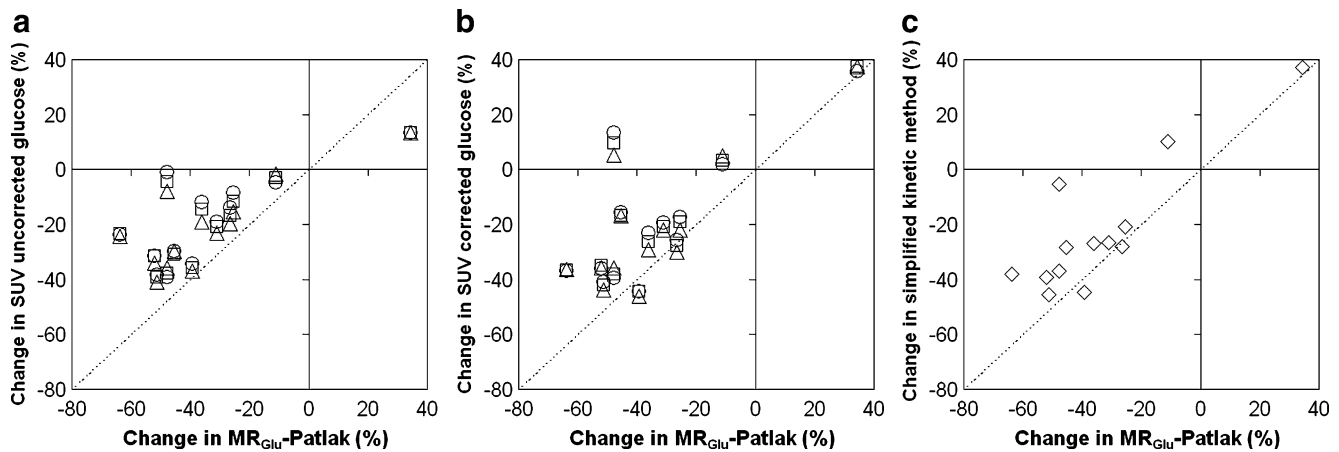 a
Change in SUV uncorrected glucose (%)
40
20
0
-20
-40
-60
-80
-80 -60 -40 -20 0 20 40
Change in MRGlu-Patlak (%)
b
Change in SUV corrected glucose (%)
40
20
0
-20
-40
-60
-80
-80 -60 -40 -20 0 20 40
Change in MRGlu-Patlak (%)
c
Change in simplified kinetic method (%)
40
20
0
-20
-40
-60
-80
-80 -60 -40 -20 0 20 40
Change in MRGlu-Patlak (%)